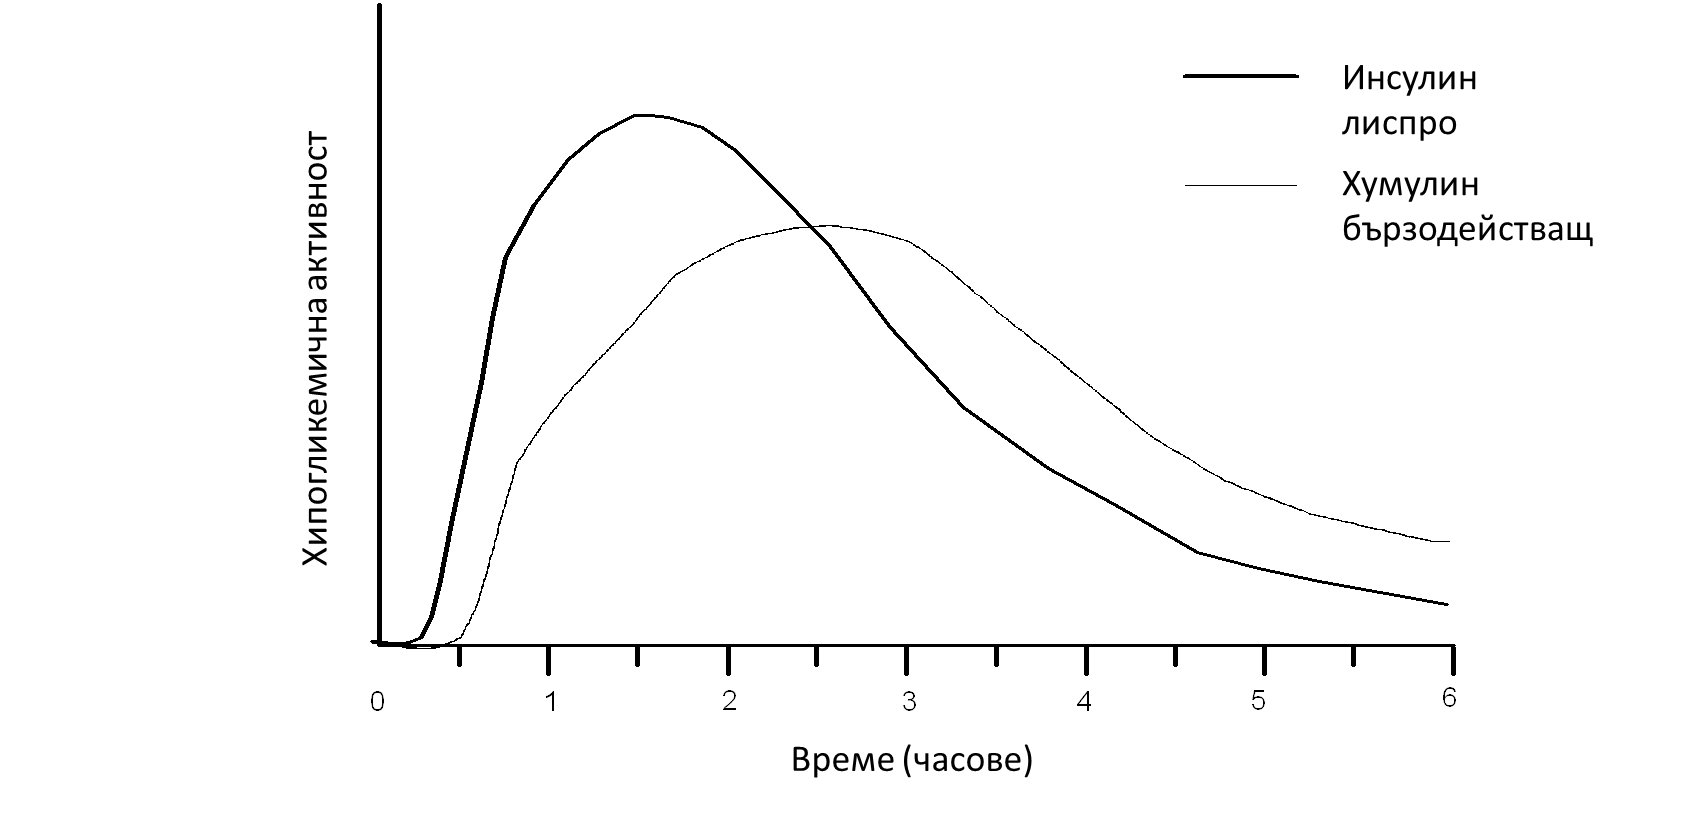 Инсулин
лиспро
Хумулин
бързодействащ
Хипогликемична активност
0 1 2 3 4 5 6
Време (часове)